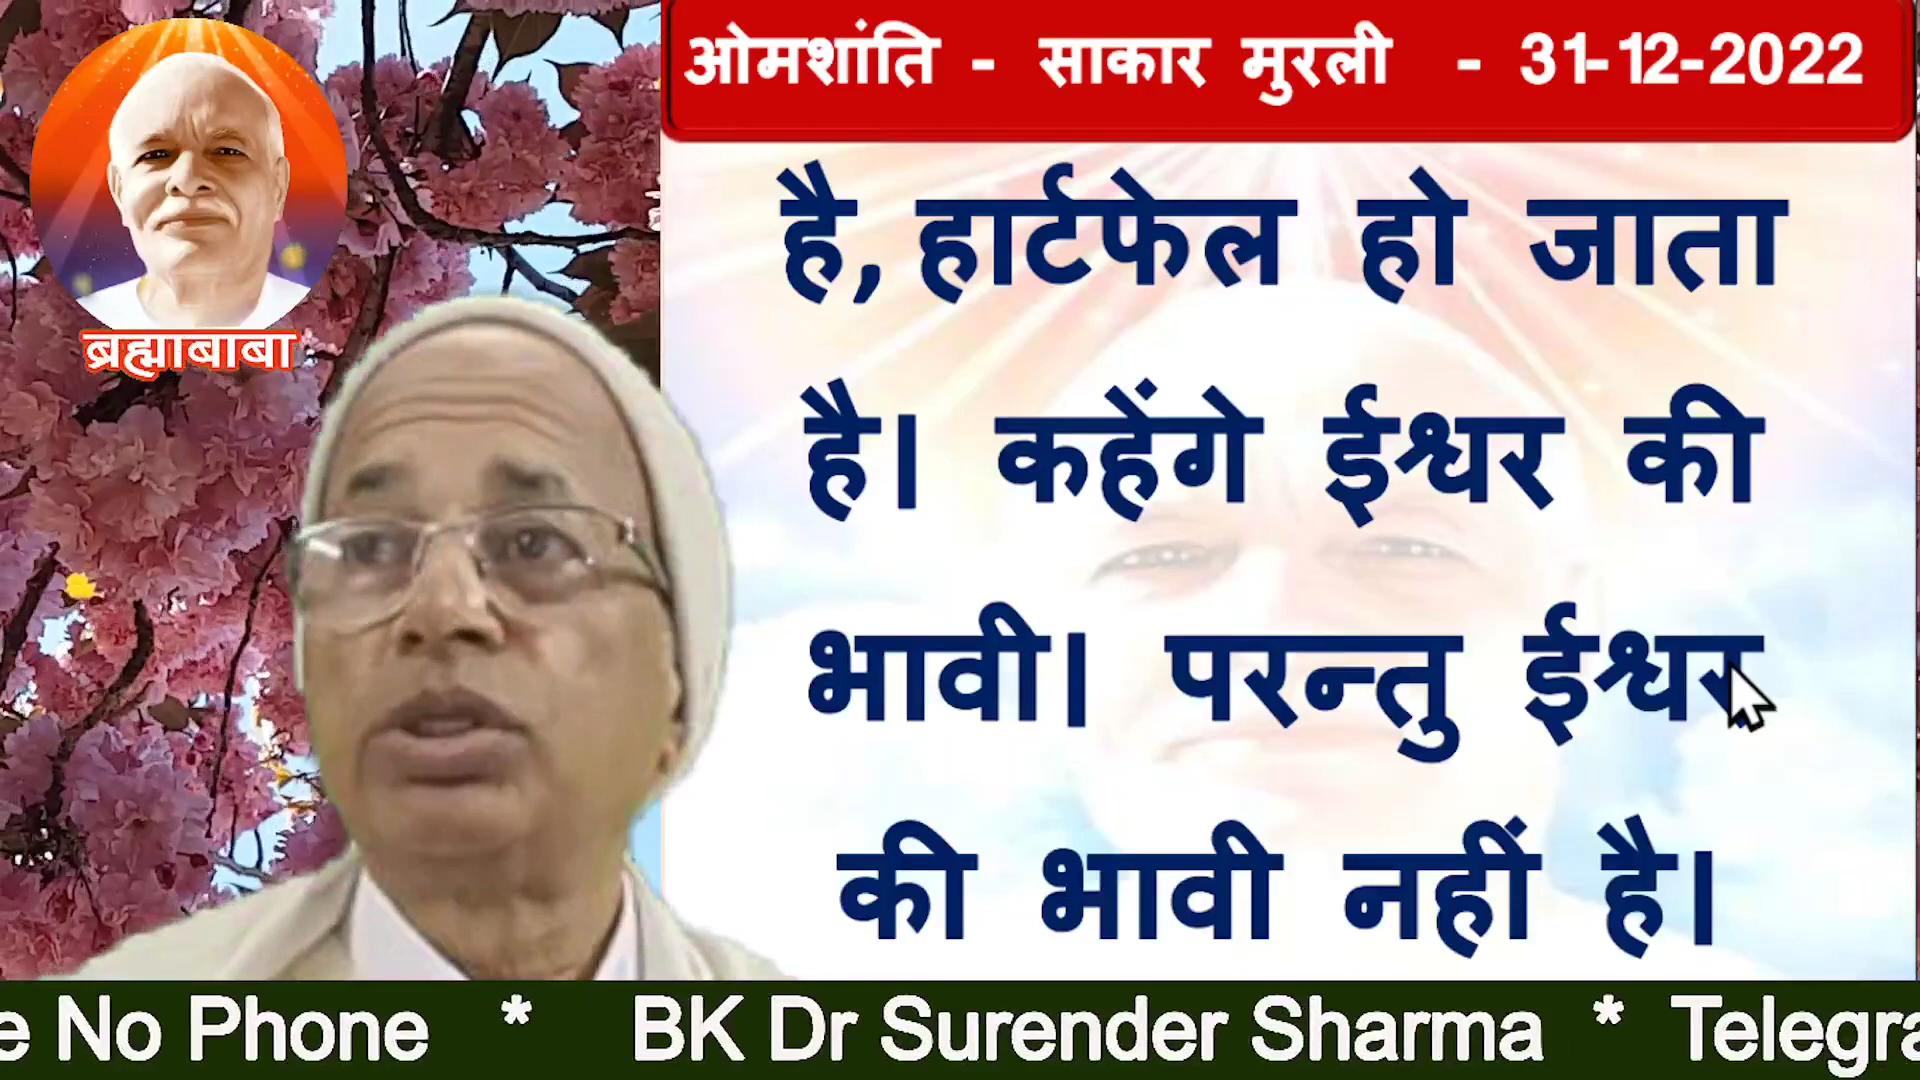 ओमशांति - साकार मुरली - 31-12-2022
ब्रह्माबाबा
है, हार्टफेल हो जाता
है। कहेंगे ईश्वर की
भावी। परन्तु ईश्वर
की भावी नहीं है।
e No Phone * BK Dr Surender Sharma * Telegra